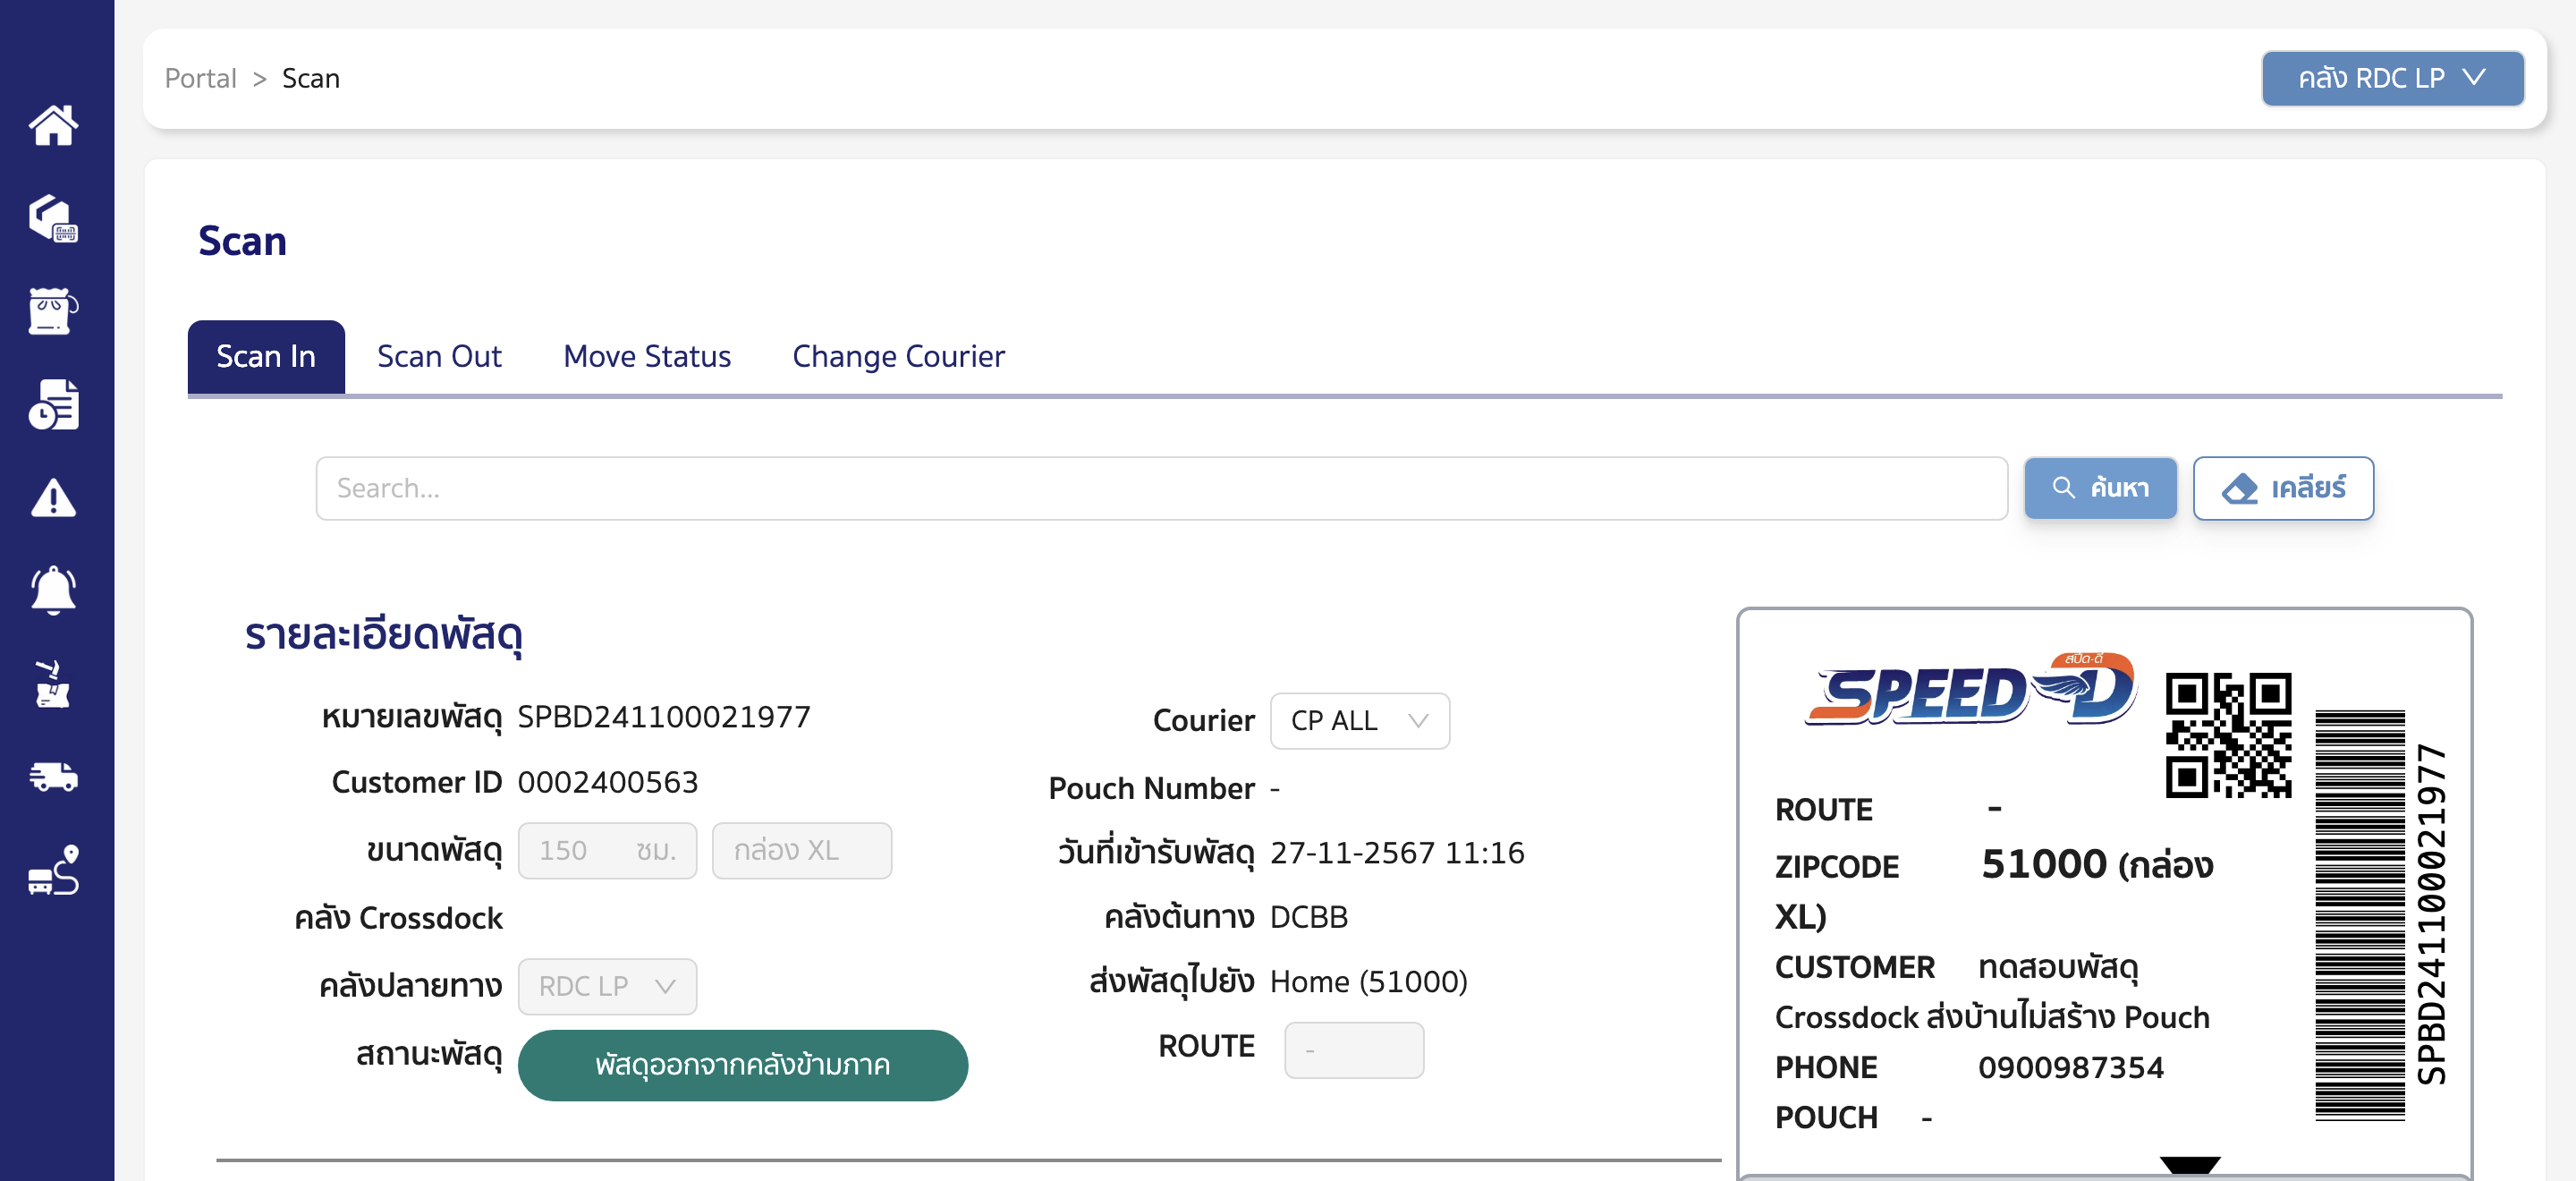 Portal > Scan
คลัง RDC LP
Scan
Scan In
Scan Out
Move Status
Change Courier
Search...
ค้นหา
เคลียร์
รายละเอียดพัสดุ
หมายเลขพัสดุ SPBD241100021977
Customer ID 0002400563
ขนาดพัสดุ 150 ซม. กล่อง XL
คลัง Crossdock
คลังปลายทาง RDC LP
สถานะพัสดุ พัสดุออกจากคลังข้ามภาค
Courier CP ALL
Pouch Number -
วันที่เข้ารับพัสดุ 27-11-2567 11:16
คลังต้นทาง DCBB
ส่งพัสดุไปยัง Home (51000)
ROUTE -
สปีด-ดี
SPEED-D
ROUTE -
ZIPCODE 51000 (กล่อง
XL)
CUSTOMER ทดสอบพัสดุ
Crossdock ส่งบ้านไม่สร้าง Pouch
PHONE 0900987354
POUCH -
SPBD241100021977